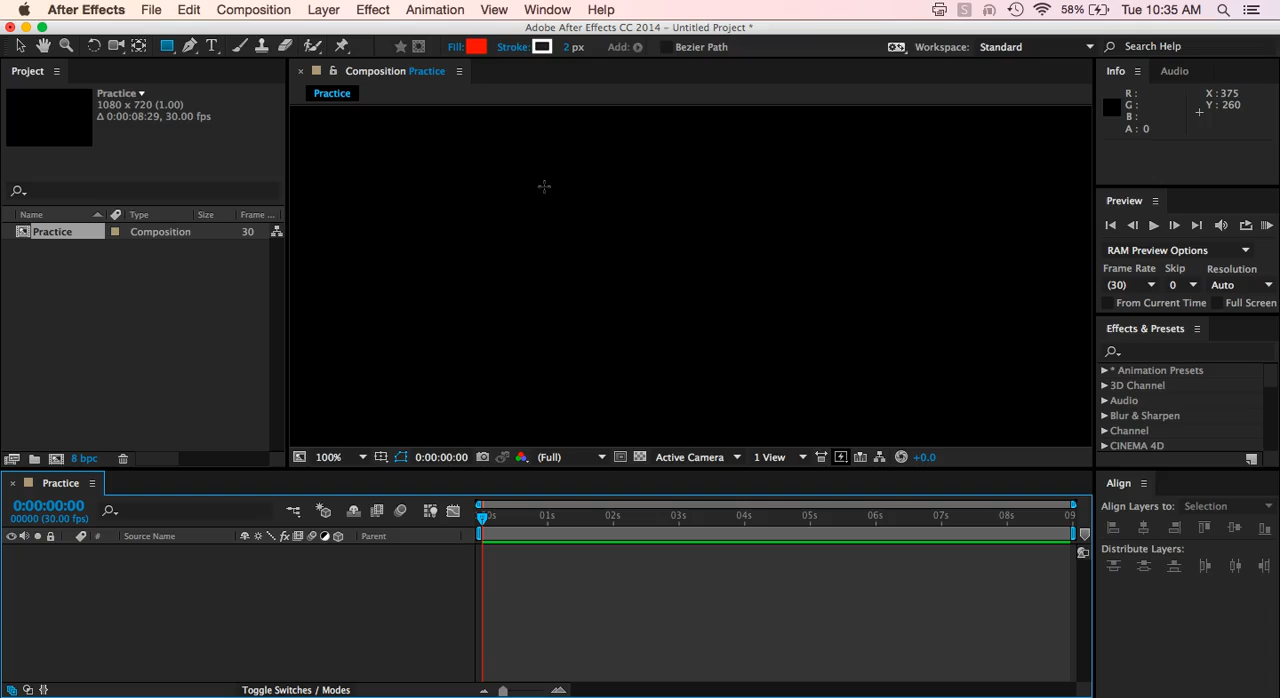 After Effects File Edit Composition Layer Effect Animation View Window Help 58% Tue 10:35 AM
Adobe After Effects CC 2014 – Untitled Project *
Fill: Stroke: 2 px Add: Bezier Path Workspace: Standard Search Help
Project
Composition Practice
Info Audio
Practice
1080 x 720 (1.00)
Δ 0:00:08:29, 30.00 fps
Practice
R :
G :
B :
A : 0
X : 375
Y : 260
Preview
RAM Preview Options
Frame Rate Skip Resolution
(30) 0 Auto
From Current Time Full Screen
Name Type Size Frame ...
Practice Composition 30
Effects & Presets
* Animation Presets
3D Channel
Audio
Blur & Sharpen
Channel
CINEMA 4D
8 bpc
100% 0:00:00:00 (Full) Active Camera 1 View +0.0
Practice
0:00:00:00
00000 (30.00 fps)
0s 01s 02s 03s 04s 05s 06s 07s 08s 09
# Source Name fx Parent
Align
Align Layers to: Selection
Distribute Layers:
Toggle Switches / Modes